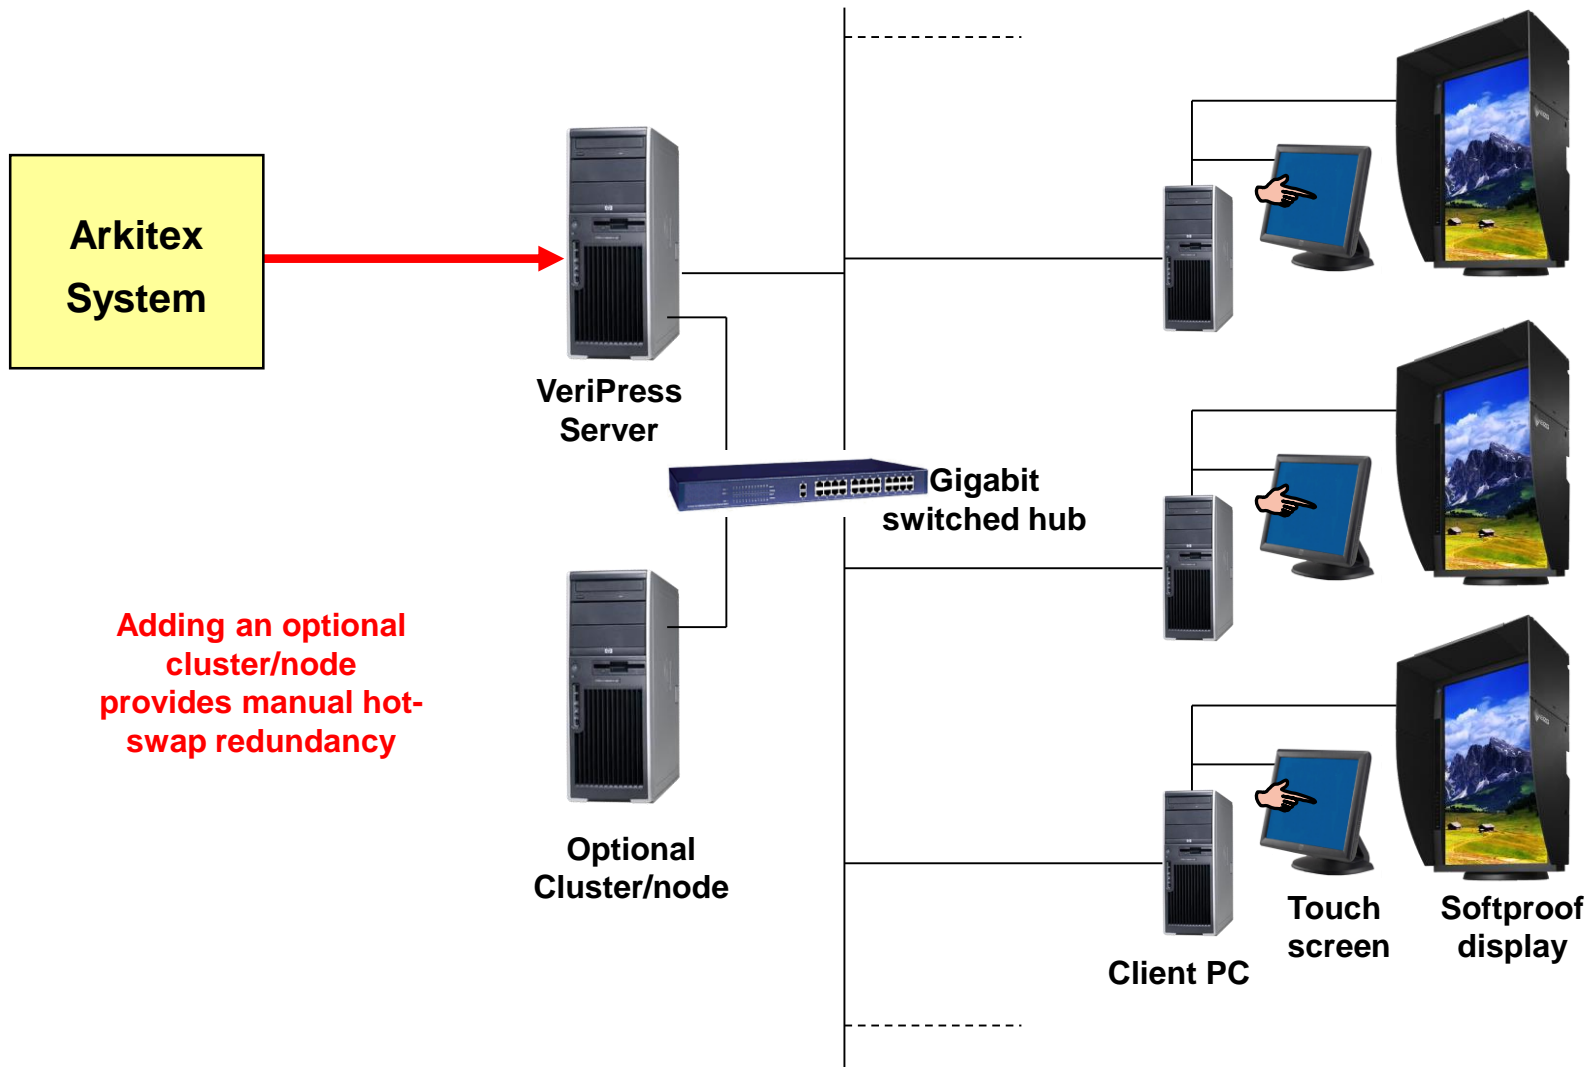 Arkitex
System
VeriPress
Server
Gigabit
switched hub
Adding an optional
cluster/node
provides manual hot-
swap redundancy
Optional
Cluster/node
Client PC
Touch
screen
Softproof
display